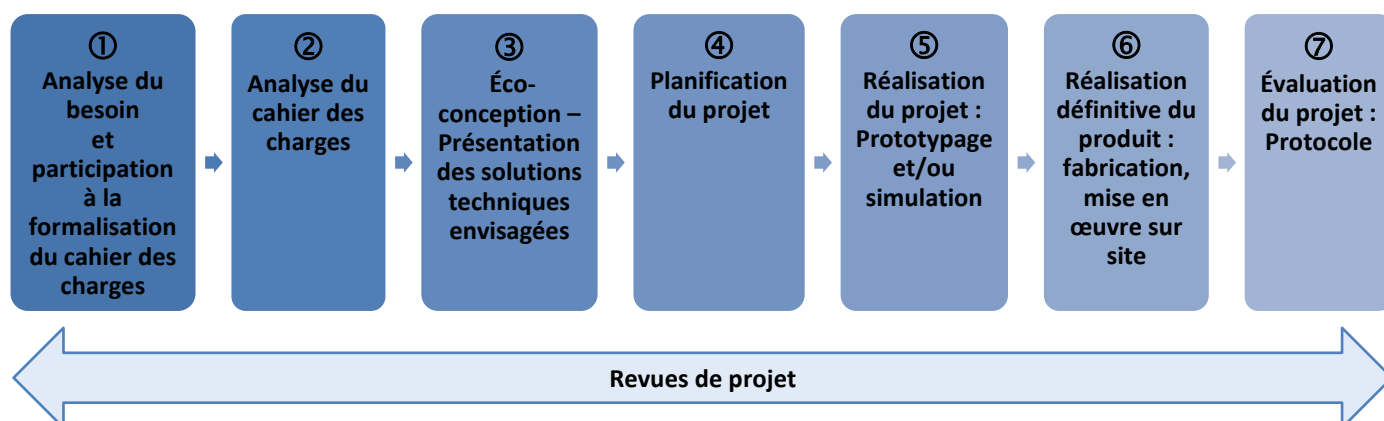 ①
Analyse du
besoin
et
participation
à la
formalisation
du cahier des
charges
②
Analyse du
cahier des
charges
③
Éco-
conception –
Présentation
des solutions
techniques
envisagées
④
Planification
du projet
⑤
Réalisation
du projet :
Prototypage
et/ou
simulation
⑥
Réalisation
définitive du
produit :
fabrication,
mise en
œuvre sur
site
⑦
Évaluation
du projet :
Protocole
Revues de projet